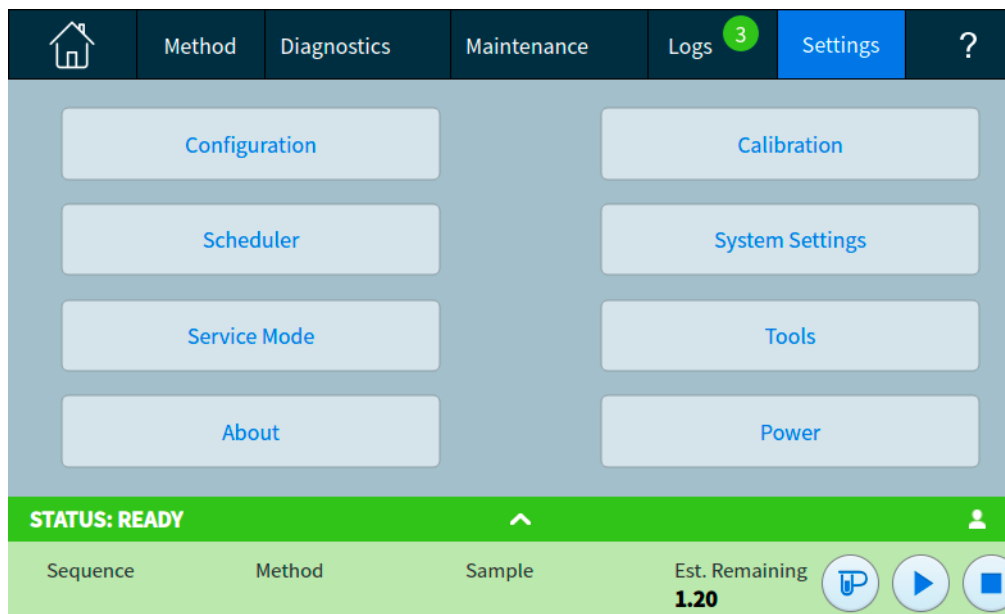 Method Diagnostics Maintenance Logs 3 Settings ?
Configuration Calibration
Scheduler System Settings
Service Mode Tools
About Power
STATUS: READY
Sequence Method Sample Est. Remaining
1.20